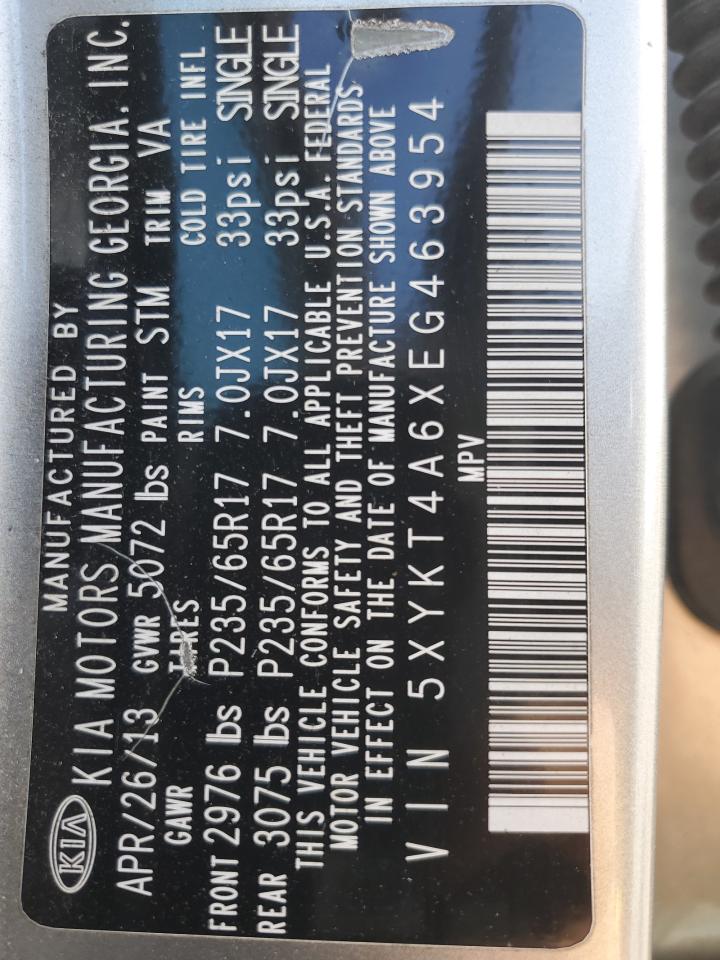 MANUFACTURED BY
KIA KIA MOTORS MANUFACTURING GEORGIA, INC.
APR/26/13 GVWR 5072 lbs PAINT STM TRIM VA
GAWR TIRES RIMS COLD TIRE INFL
FRONT 2976 lbs P235/65R17 7.0JX17 33psi SINGLE
REAR 3075 lbs P235/65R17 7.0JX17 33psi SINGLE
THIS VEHICLE CONFORMS TO ALL APPLICABLE U.S.A. FEDERAL
MOTOR VEHICLE SAFETY AND THEFT PREVENTION STANDARDS
IN EFFECT ON THE DATE OF MANUFACTURE SHOWN ABOVE
VIN 5XYKT4A6XEG463954
MPV